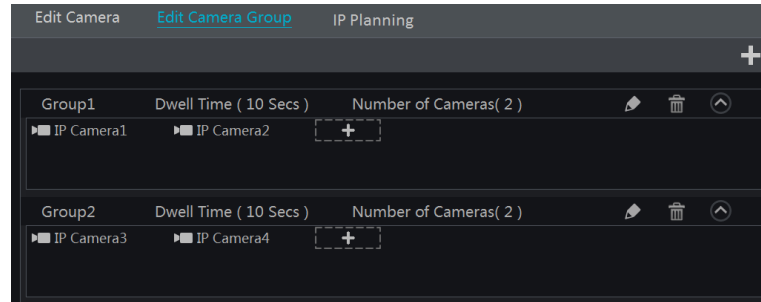 Edit Camera Edit Camera Group IP Planning
Group1 Dwell Time ( 10 Secs ) Number of Cameras( 2 )
IP Camera1 IP Camera2
Group2 Dwell Time ( 10 Secs ) Number of Cameras( 2 )
IP Camera3 IP Camera4